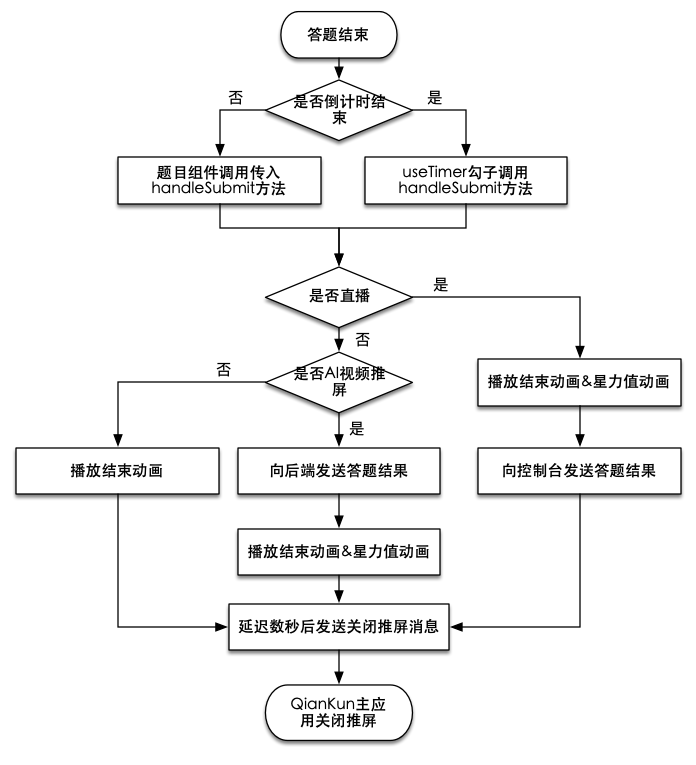 答题结束
是否倒计时结
束
否
是
题目组件调用传入
handleSubmit方法
useTimer勾子调用
handleSubmit方法
是否直播
是
否
是否AI视频推
屏
否
是
播放结束动画&星力值动画
播放结束动画
向后端发送答题结果
向控制台发送答题结果
播放结束动画&星力值动画
延迟数秒后发送关闭推屏消息
QianKun主应
用关闭推屏